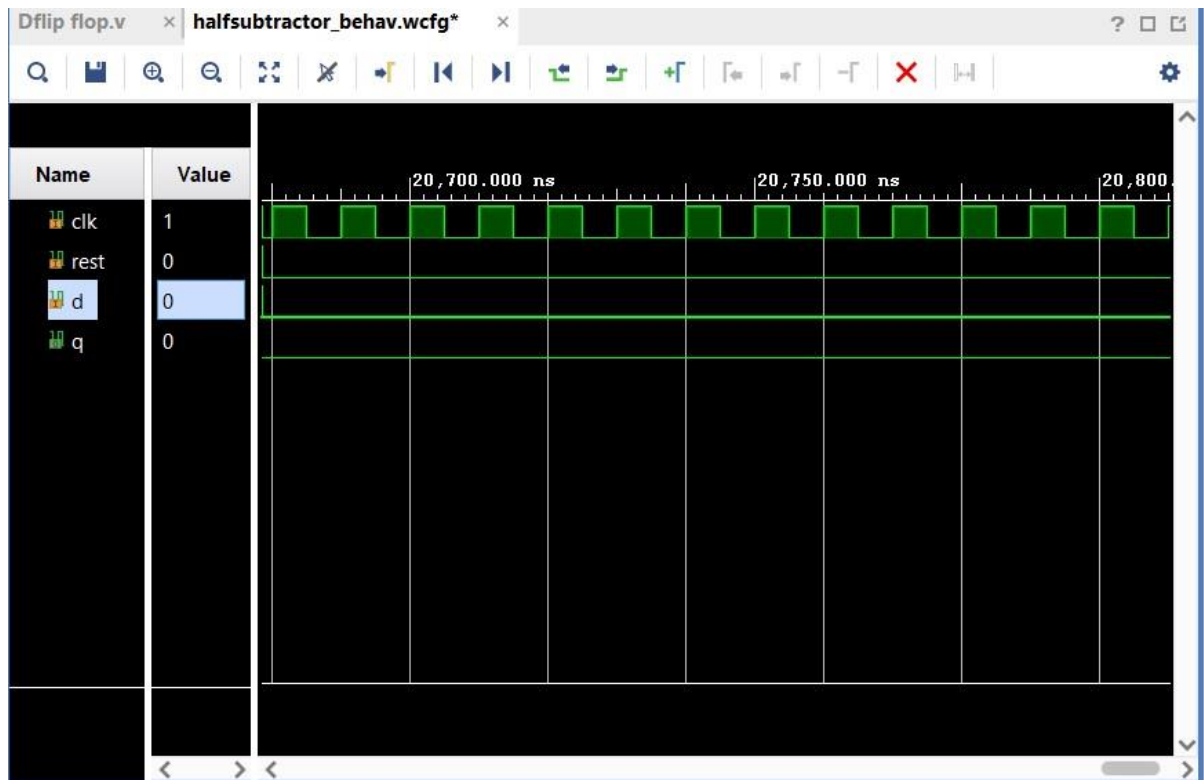 Dflip flop.v × halfsubtractor_behav.wcfg* ×
Name Value
20,700.000 ns 20,750.000 ns 20,800.
clk 1
rest 0
d 0
q 0